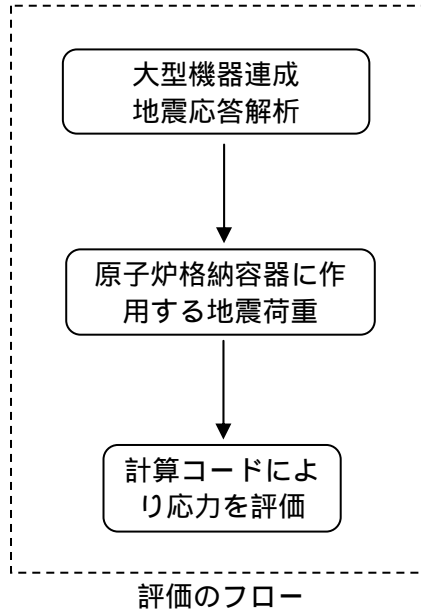 大型機器連成
地震応答解析
原子炉格納容器に作
用する地震荷重
計算コードによ
り応力を評価
評価のフロー